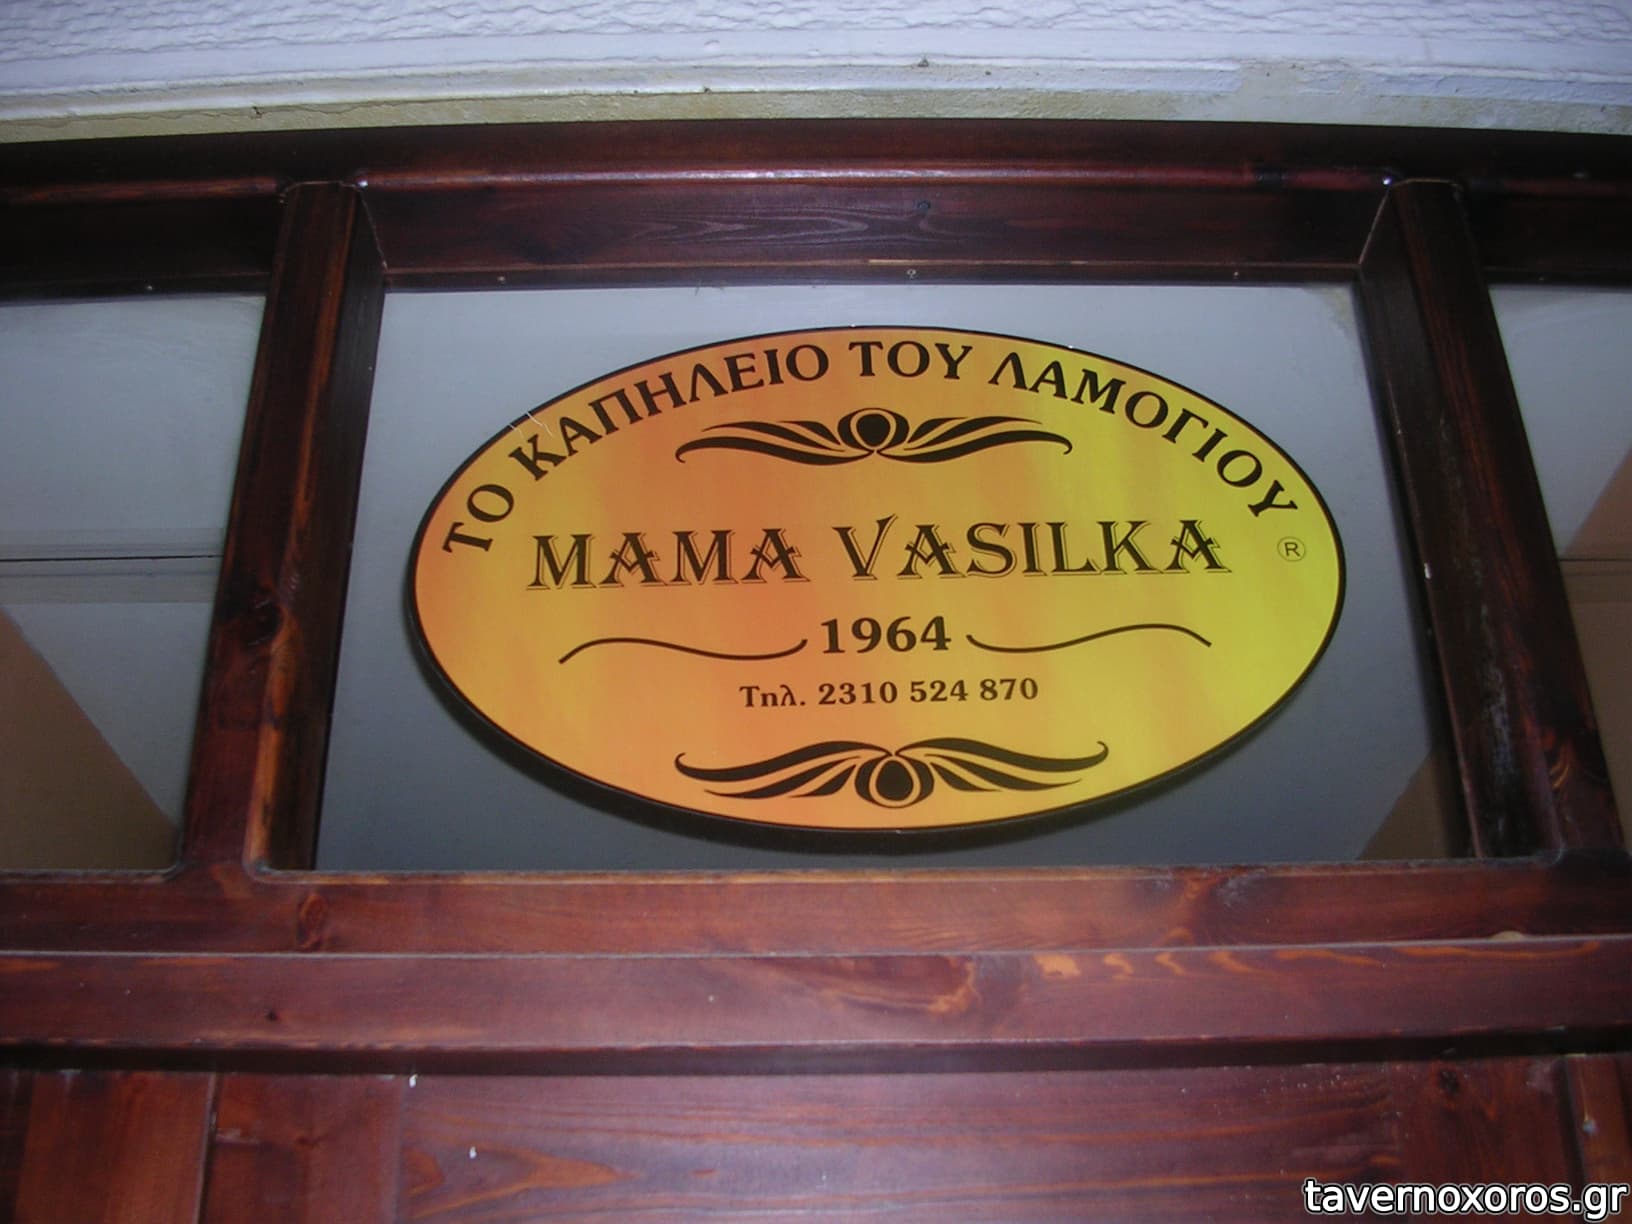 ΤΟ ΚΑΠΗΛΕΙΟ ΤΟΥ ΛΑΜΟΓΙΟΥ
MAMA VASILKA ®
1964
Τηλ. 2310 524 870
tavernoxoros.gr